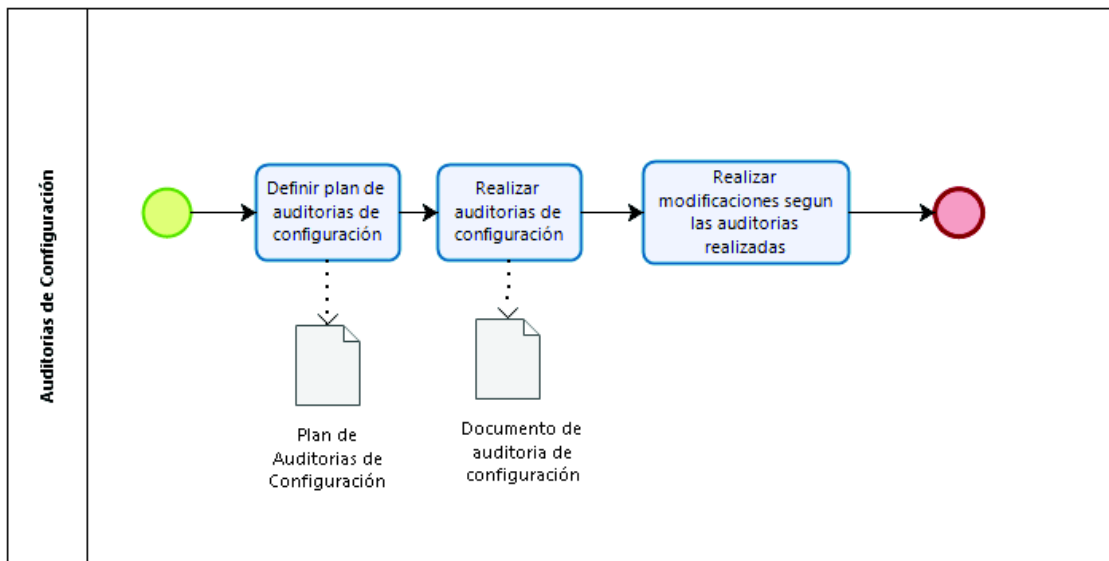 Auditorias de Configuración
Definir plan de
auditorias de
configuración
Realizar
auditorias de
configuración
Realizar
modificaciones segun
las auditorias
realizadas
Plan de
Auditorias de
Configuración
Documento de
auditoria de
configuración